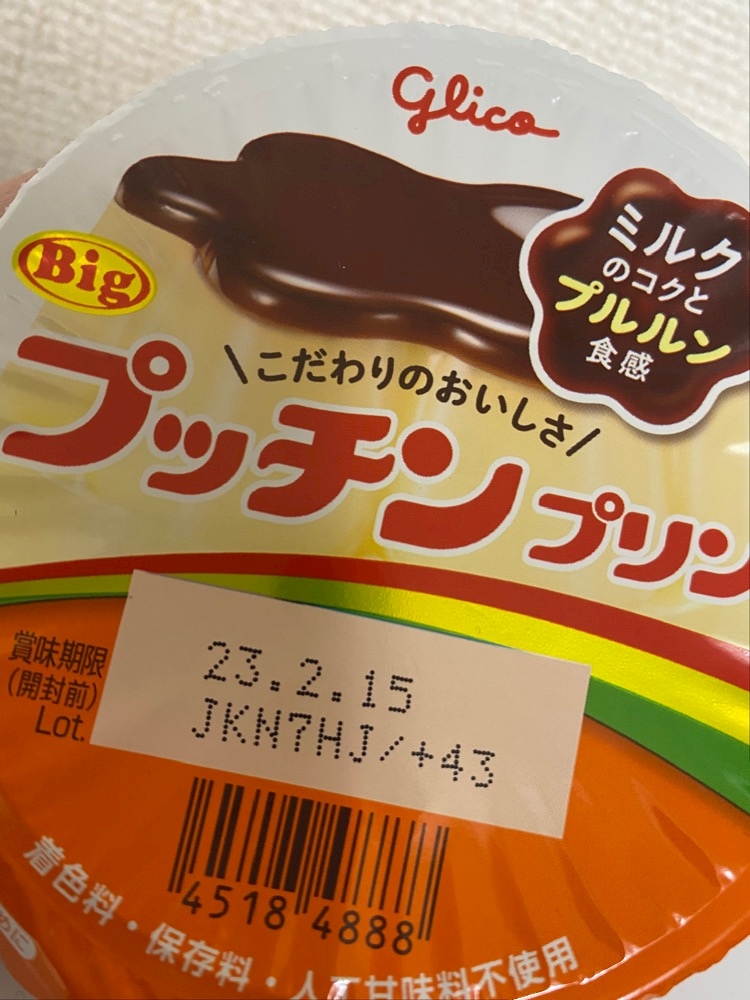 Glico
Big
ミルク
のコクと
プルルン
食感
\こだわりのおいしさ/
プッチンプリン
賞味期限
(開封前)
Lot.
23.2.15
JKN7HJ/+43
4518 4888
着色料・保存料・人工甘味料不使用